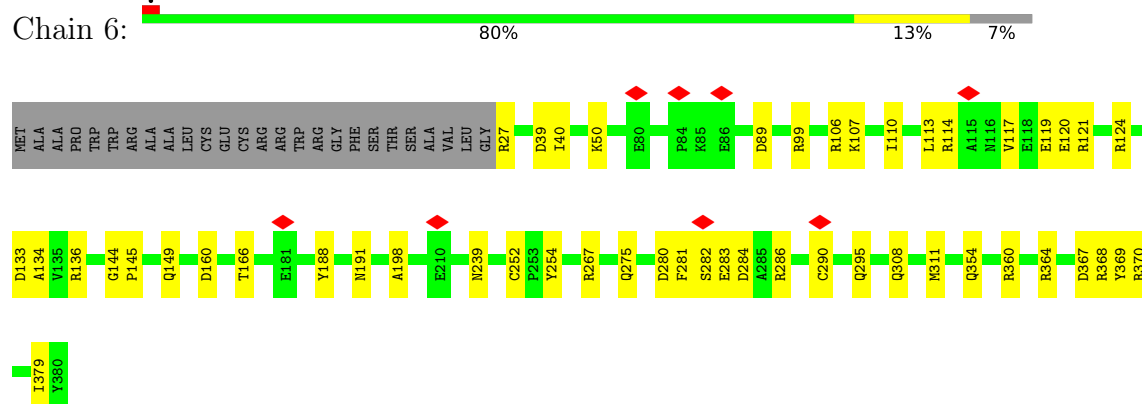 Chain 6:
80% 13% 7%
MET ALA ALA PRO TRP TRP ARG ALA ALA LEU CYS GLU CYS ARG ARG TRP ARG GLY PHE SER THR SER ALA VAL LEU GLY R27 D39 I40 K50 E80 P84 K85 E86 D89 R99 R106 K107 I110 L113 R114 A115 N116 V117 E118 E119 E120 R121 R124
D133 A134 V135 R136 G144 P145 Q149 D160 T166 E181 Y188 N191 A198 E210 N239 C252 P253 Y254 R267 Q275 D280 F281 S282 E283 D284 A285 R286 C290 Q295 Q308 M311 Q354 R360 R364 D367 R368 Y369 R370
I379 Y380